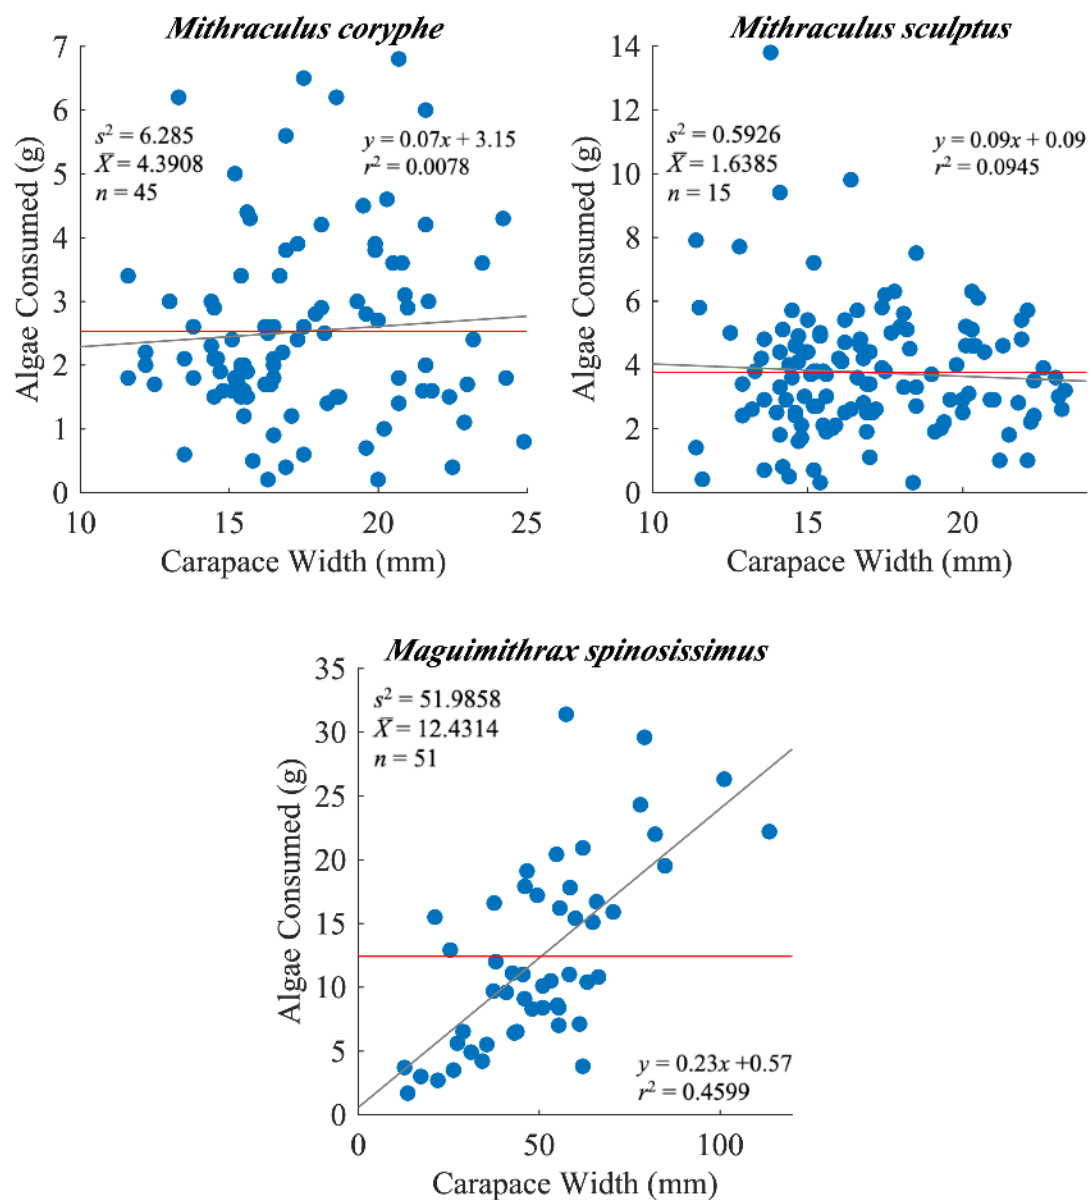 Mithraculus coryphe
7
6
5
4
3
2
1
0
Algae Consumed (g)
s² = 6.285
X̅ = 4.3908
n = 45
y = 0.07x + 3.15
r² = 0.0078
10 15 20 25
Carapace Width (mm)
Mithraculus sculptus
14
12
10
8
6
4
2
0
Algae Consumed (g)
s² = 0.5926
X̅ = 1.6385
n = 15
y = 0.09x + 0.09
r² = 0.0945
10 15 20
Carapace Width (mm)
Maguimithrax spinosissimus
35
30
25
20
15
10
5
0
Algae Consumed (g)
s² = 51.9858
X̅ = 12.4314
n = 51
y = 0.23x +0.57
r² = 0.4599
0 50 100
Carapace Width (mm)